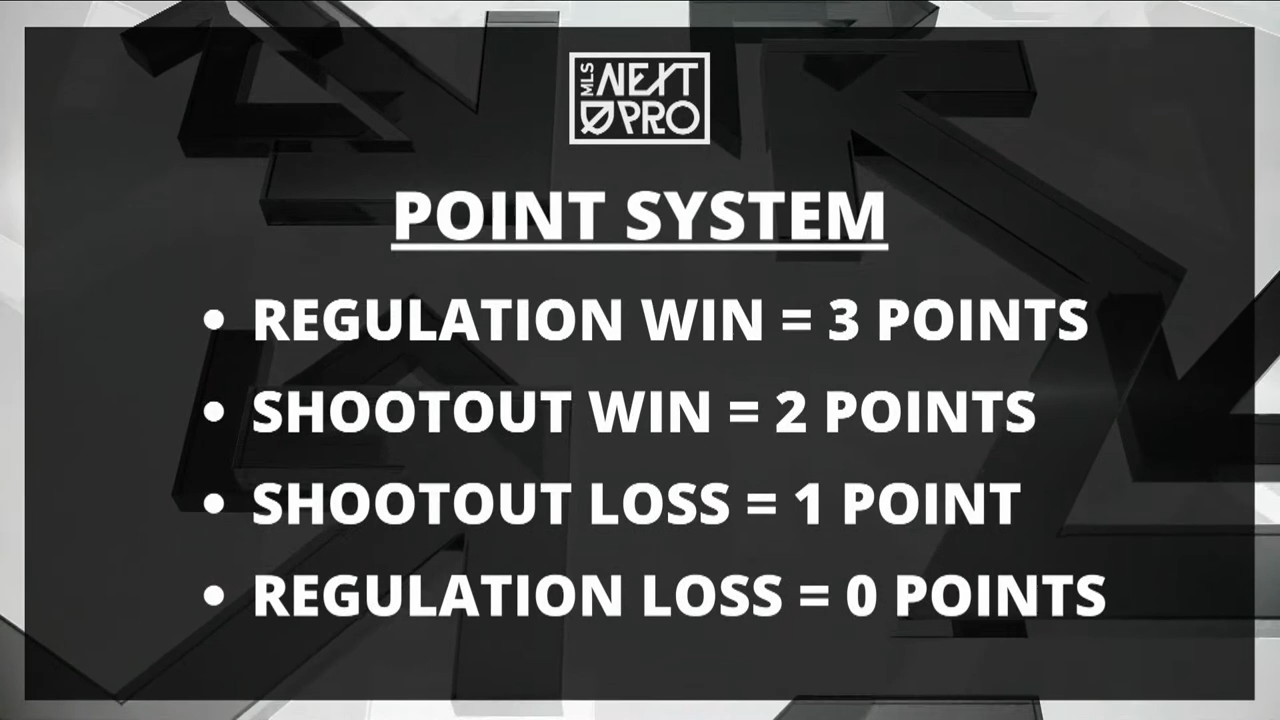 MLS NEXT
PRO
POINT SYSTEM
• REGULATION WIN = 3 POINTS
• SHOOTOUT WIN = 2 POINTS
• SHOOTOUT LOSS = 1 POINT
• REGULATION LOSS = 0 POINTS